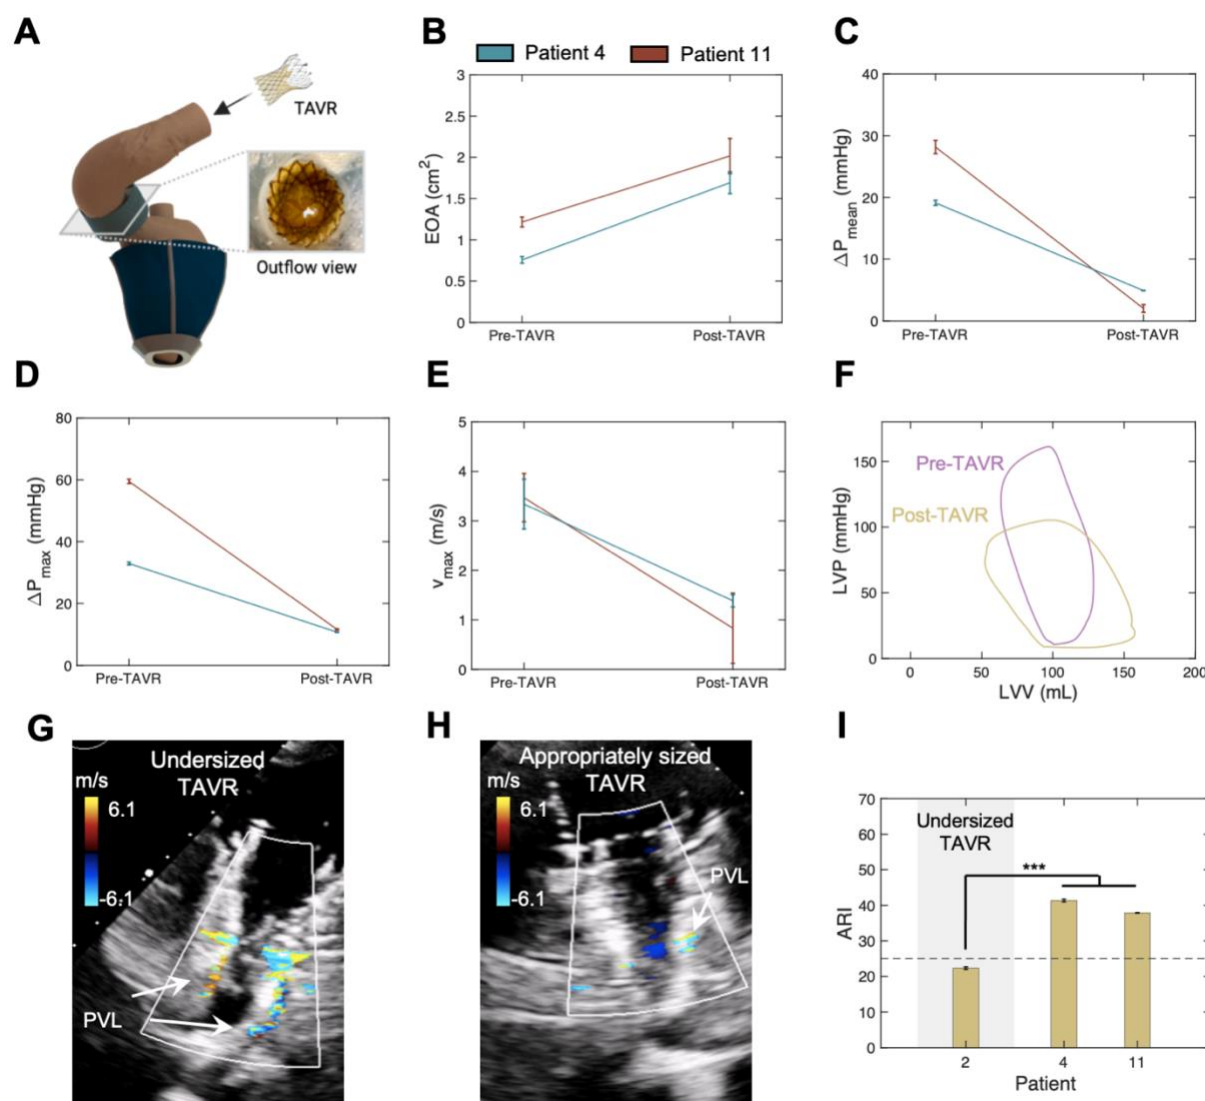 A
TAVR
Outflow view
B
Patient 4
Patient 11
3
2.5
2
1.5
1
0.5
0
EOA (cm²)
Pre-TAVR
Post-TAVR
C
40
30
20
10
0
ΔPmean (mmHg)
Pre-TAVR
Post-TAVR
D
80
60
40
20
0
ΔPmax (mmHg)
Pre-TAVR
Post-TAVR
E
5
4
3
2
1
0
vmax (m/s)
Pre-TAVR
Post-TAVR
F
150
100
50
0
LVP (mmHg)
Pre-TAVR
Post-TAVR
0
50
100
150
200
LVV (mL)
G
Undersized
TAVR
m/s
6.1
-6.1
PVL
H
Appropriately sized
TAVR
m/s
6.1
-6.1
PVL
I
70
60
50
40
30
20
10
0
ARI
Undersized
TAVR
***
2
4
11
Patient